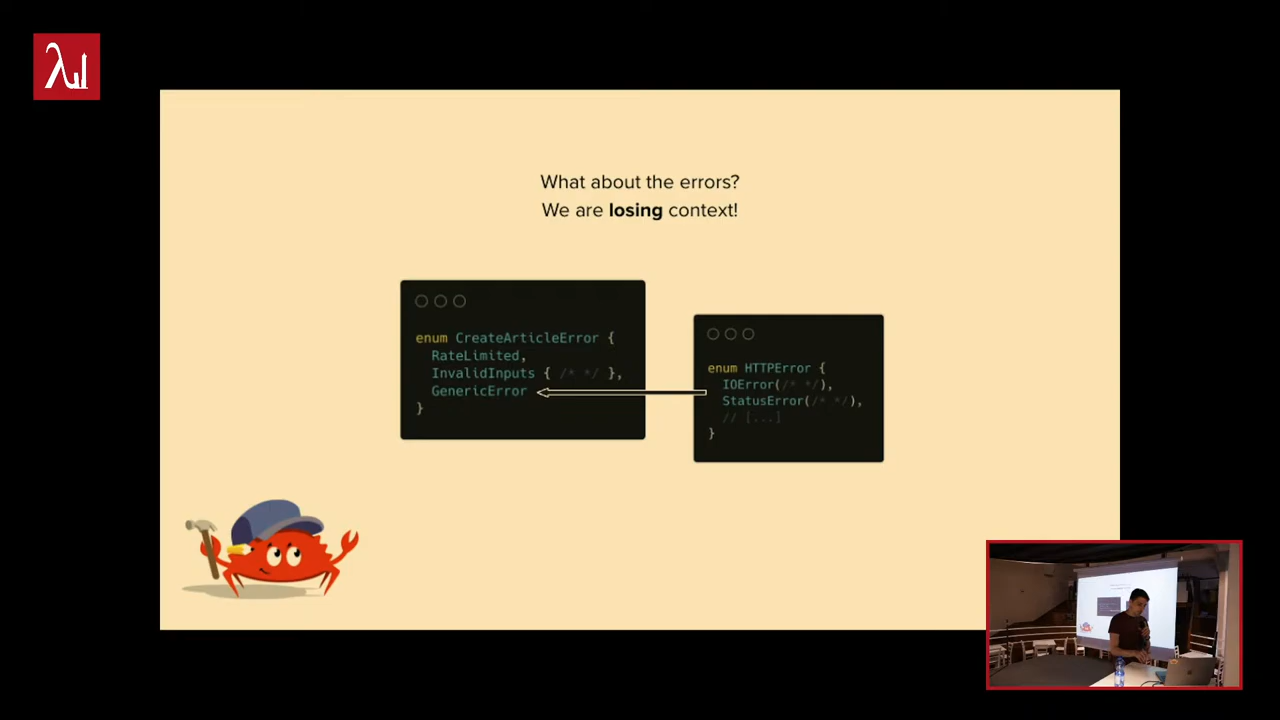 What about the errors?
We are losing context!
enum CreateArticleError {
RateLimited,
InvalidInputs { /* */ },
GenericError
}
enum HTTPError {
IOError(/* */),
StatusError(/* */),
// [...]
}